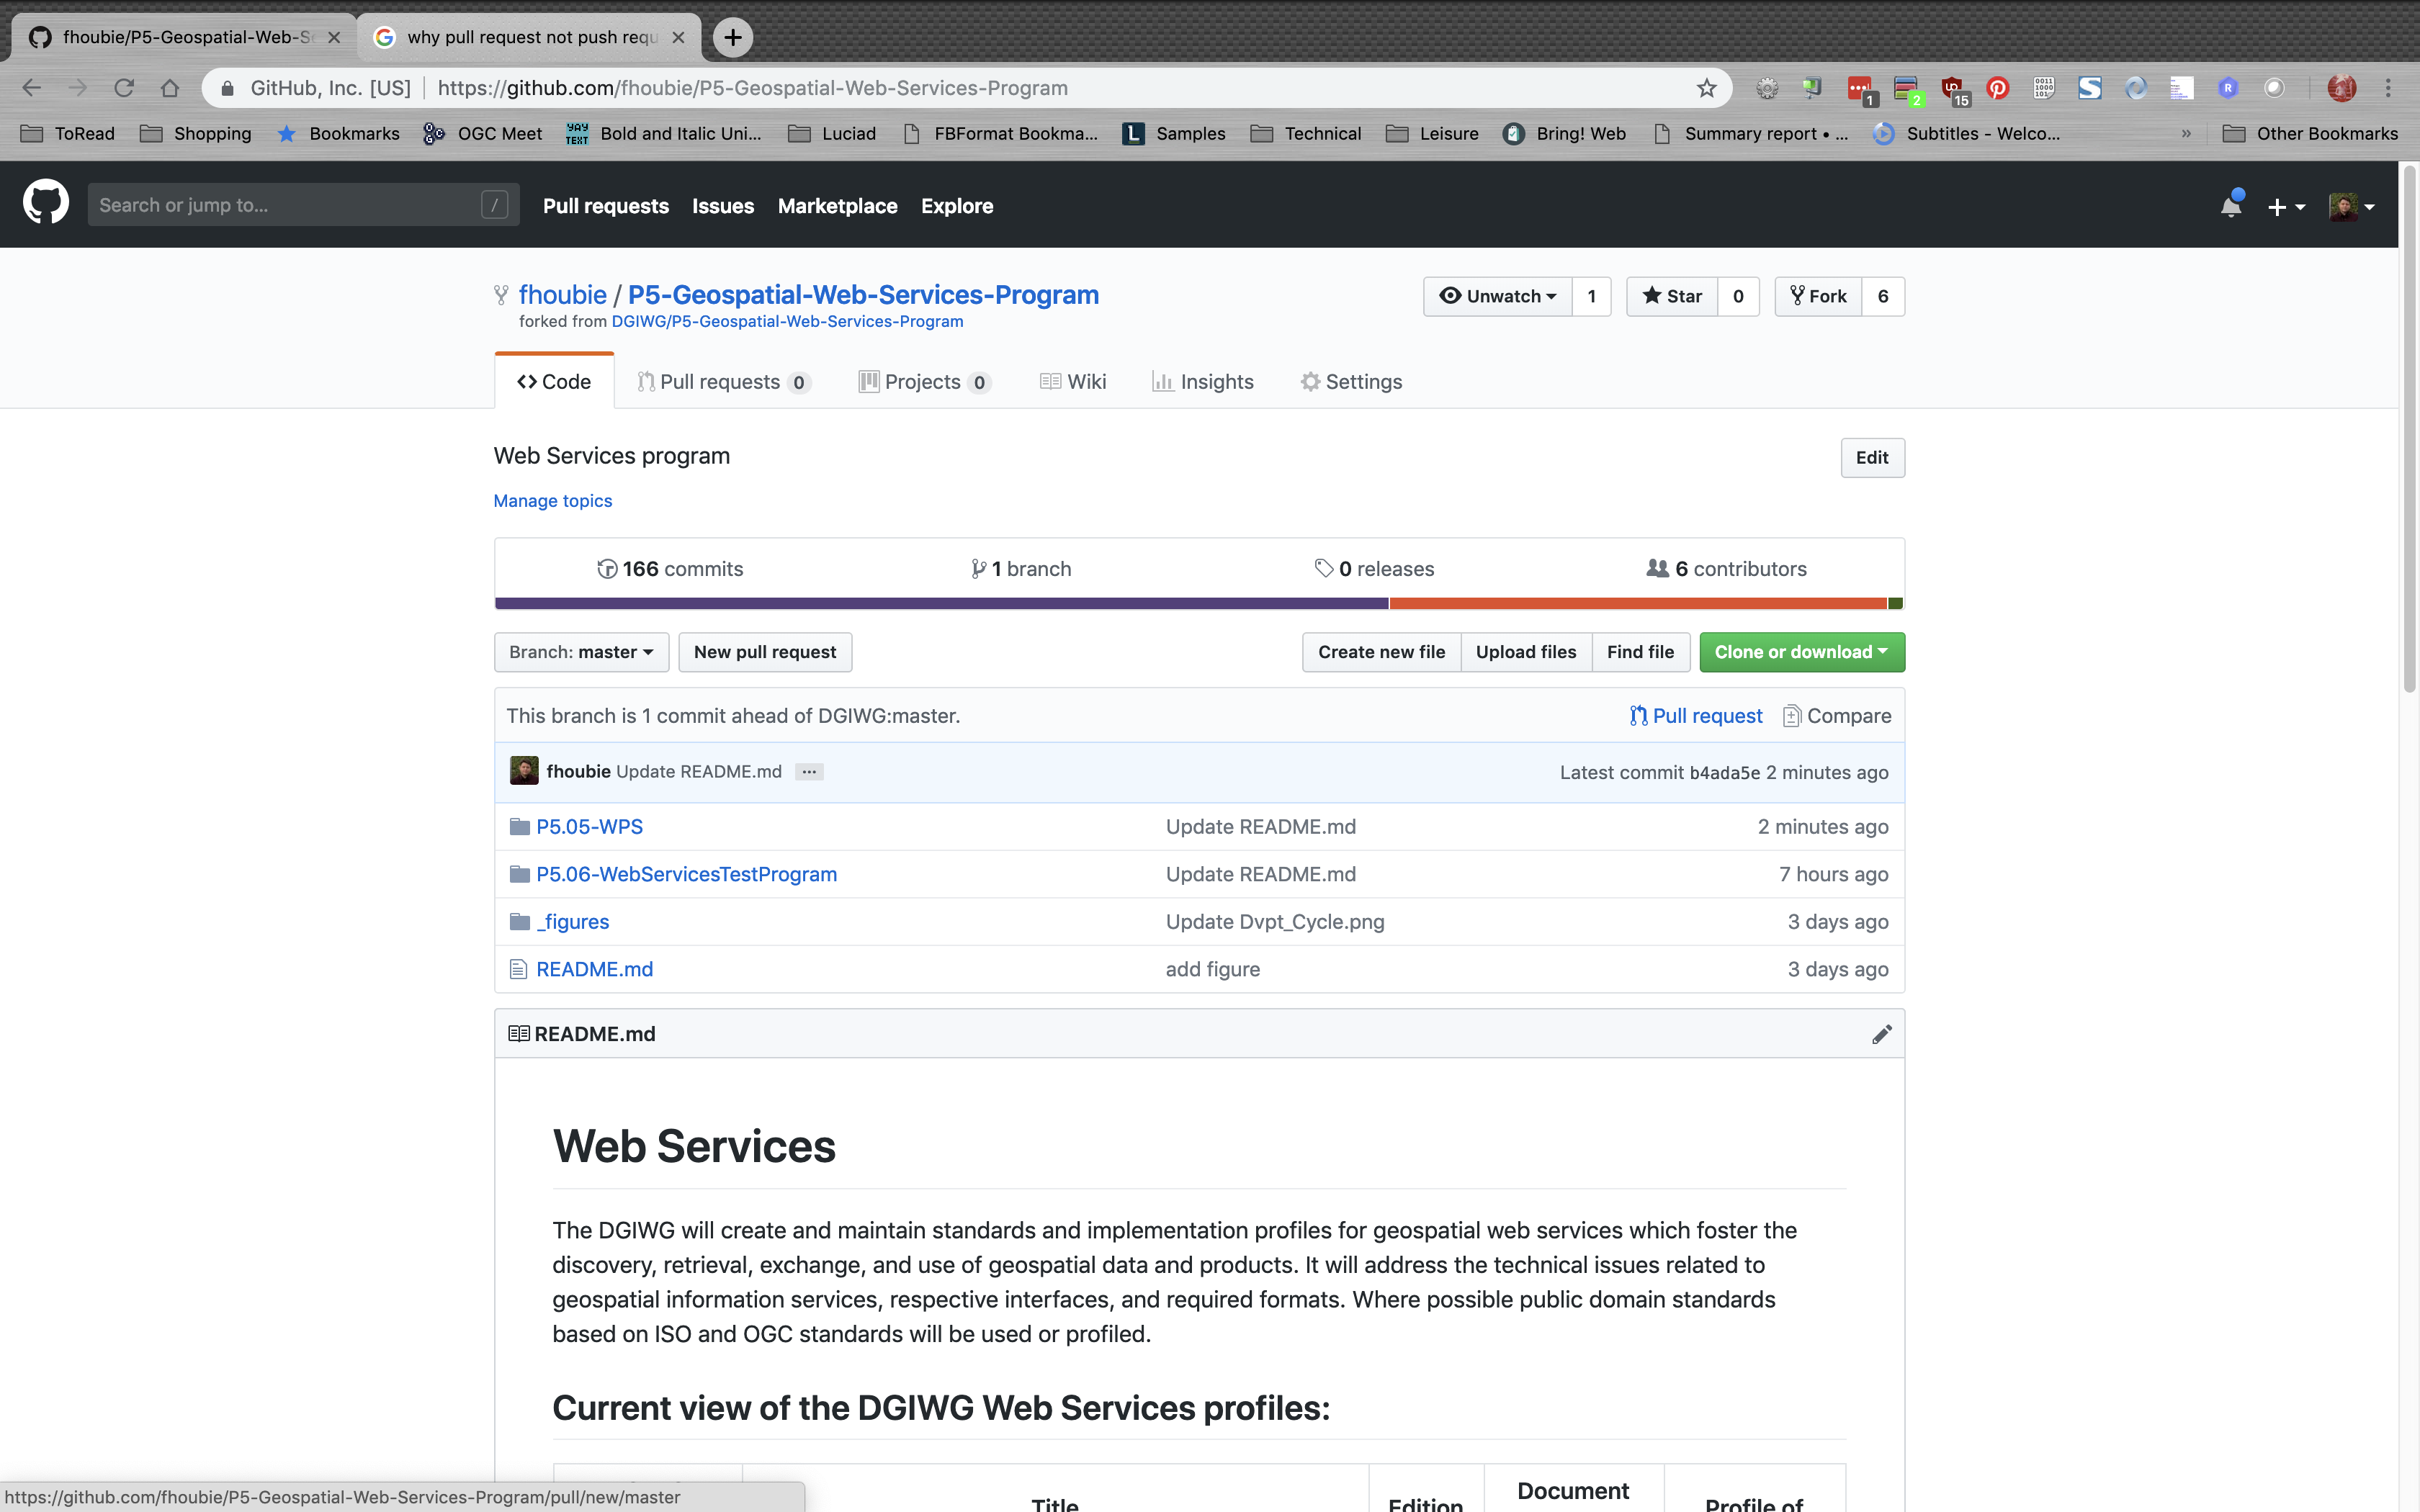 fhoubie/P5-Geospatial-Web-S
why pull request not push requ
GitHub, Inc. [US] https://github.com/fhoubie/P5-Geospatial-Web-Services-Program
1 2 15
ToRead Shopping Bookmarks OGC Meet Bold and Italic Uni... Luciad FBFormat Bookma... Samples Technical Leisure Bring! Web Summary report • ... Subtitles - Welco... » Other Bookmarks
Search or jump to... / Pull requests Issues Marketplace Explore
fhoubie / P5-Geospatial-Web-Services-Program
Unwatch 1 Star 0 Fork 6
forked from DGIWG/P5-Geospatial-Web-Services-Program
Code Pull requests 0 Projects 0 Wiki Insights Settings
Web Services program
Edit
Manage topics
166 commits 1 branch 0 releases 6 contributors
Branch: master New pull request Create new file Upload files Find file Clone or download
This branch is 1 commit ahead of DGIWG:master. Pull request Compare
fhoubie Update README.md ... Latest commit b4ada5e 2 minutes ago
P5.05-WPS Update README.md 2 minutes ago
P5.06-WebServicesTestProgram Update README.md 7 hours ago
_figures Update Dvpt_Cycle.png 3 days ago
README.md add figure 3 days ago
README.md
Web Services
The DGIWG will create and maintain standards and implementation profiles for geospatial web services which foster the
discovery, retrieval, exchange, and use of geospatial data and products. It will address the technical issues related to
geospatial information services, respective interfaces, and required formats. Where possible public domain standards
based on ISO and OGC standards will be used or profiled.
Current view of the DGIWG Web Services profiles:
Title Edition Document Profile of
https://github.com/fhoubie/P5-Geospatial-Web-Services-Program/pull/new/master